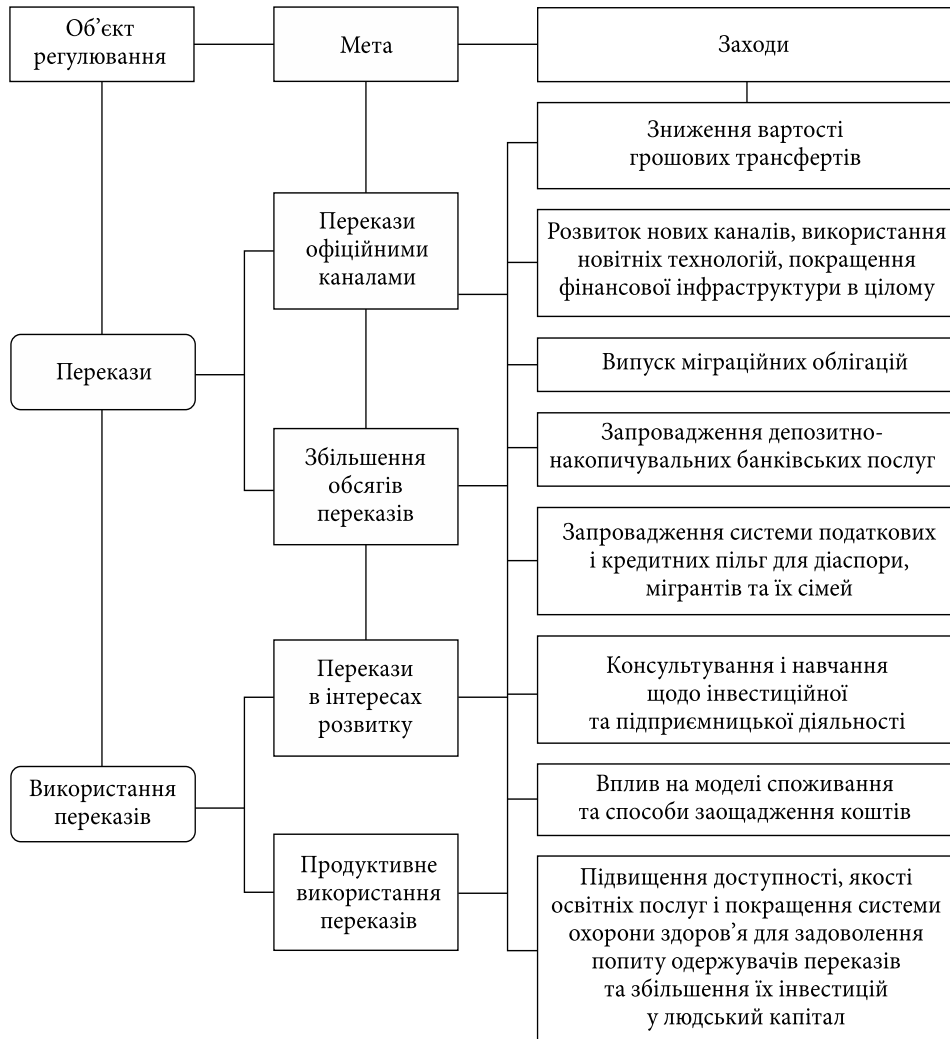 Об’єкт
регулювання
Мета
Заходи
Зниження вартості
грошових трансфертів
Перекази
офіційними
каналами
Розвиток нових каналів, використання
новітніх технологій, покращення
фінансової інфраструктури в цілому
Перекази
Випуск міграційних облігацій
Збільшення
обсягів
переказів
Запровадження депозитно-
накопичувальних банківських послуг
Запровадження системи податкових
і кредитних пільг для діаспори,
мігрантів та їх сімей
Перекази
в інтересах
розвитку
Консультування і навчання
щодо інвестиційної
та підприємницької діяльності
Використання
переказів
Вплив на моделі споживання
та способи заощадження коштів
Продуктивне
використання
переказів
Підвищення доступності, якості
освітніх послуг і покращення системи
охорони здоров’я для задоволення
попиту одержувачів переказів
та збільшення їх інвестицій
у людський капітал